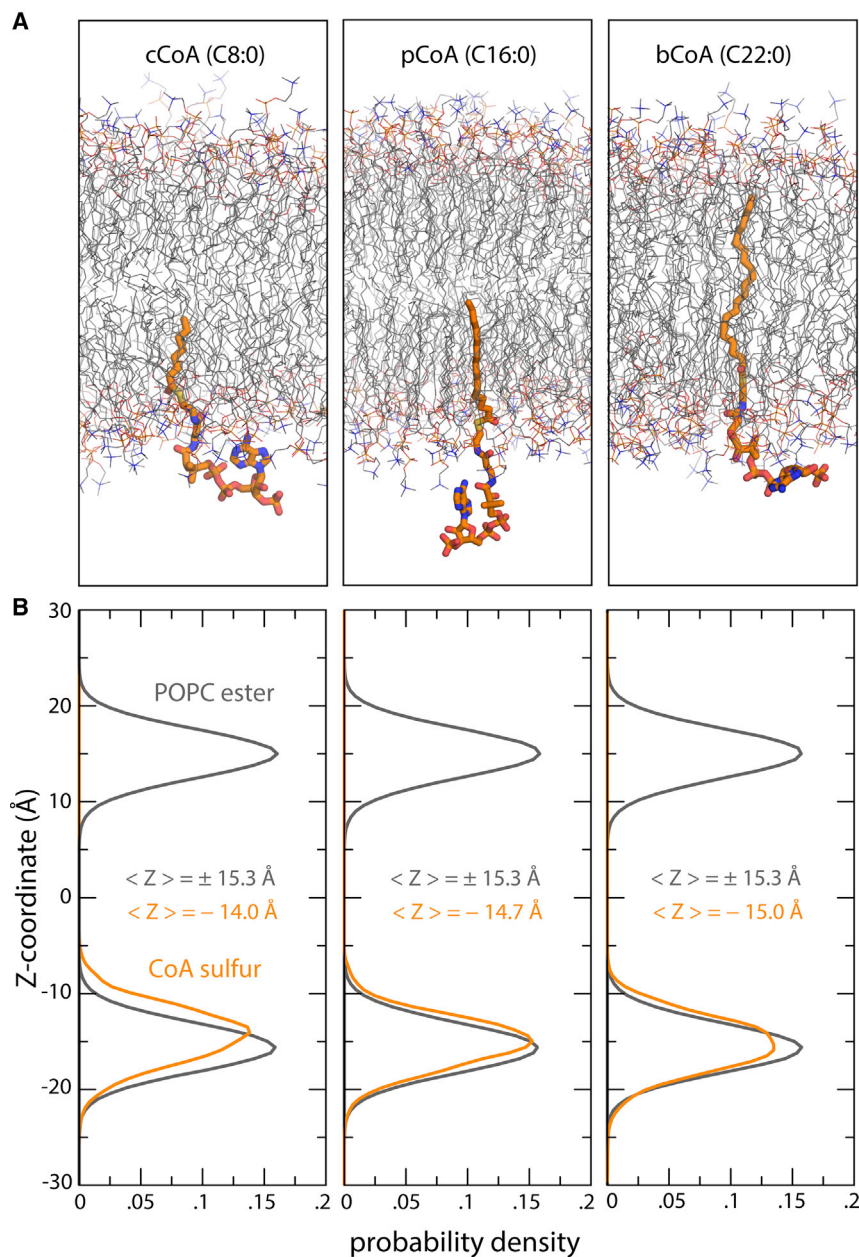 A
cCoA (C8:0)
pCoA (C16:0)
bCoA (C22:0)
B
30
20
10
0
-10
-20
-30
Z-coordinate (Å)
POPC ester
< Z > = ± 15.3 Å
< Z > = − 14.0 Å
CoA sulfur
< Z > = ± 15.3 Å
< Z > = − 14.7 Å
< Z > = ± 15.3 Å
< Z > = − 15.0 Å
0 .05 .1 .15 .2
0 .05 .1 .15 .2
0 .05 .1 .15 .2
probability density